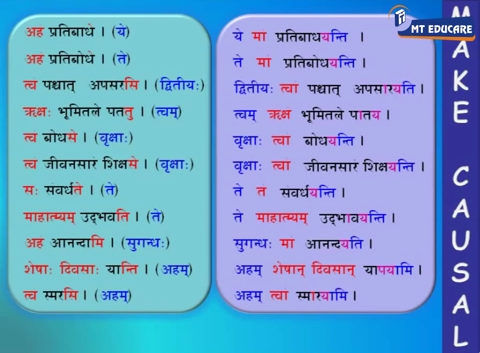 MT EDUCARE
अहं प्रतिबाधे । (ये)
अहं प्रतिबोधे । (ते)
त्वं पश्चात् अपसरसि । (द्वितीयः)
ऋक्षः भूमितले पततु । (त्वम्)
त्वं बोधसे । (वृक्षाः)
त्वं जीवनसारं शिक्षसे । (वृक्षाः)
सः संवर्धते । (ते)
माहात्म्यम् उद्भवति । (ते)
अहं आनन्दामि । (सुगन्धः)
शेषाः दिवसाः यान्ति । (अहम्)
त्वं स्मरसि । (अहम्)
ये मां प्रतिबाधयन्ति ।
ते मां प्रतिबोधयन्ति ।
द्वितीयः त्वां पश्चात् अपसारयति ।
त्वम् ऋक्षं भूमितले पातय ।
वृक्षाः त्वां बोधयन्ति ।
वृक्षाः त्वां जीवनसारं शिक्षयन्ति ।
ते तं संवर्धयन्ति ।
ते माहात्म्यम् उद्भावयन्ति ।
सुगन्धः मां आनन्दयति ।
अहम् शेषान् दिवसान् यापयामि ।
अहम् त्वां स्मारयामि ।
MAKE CAUSAL